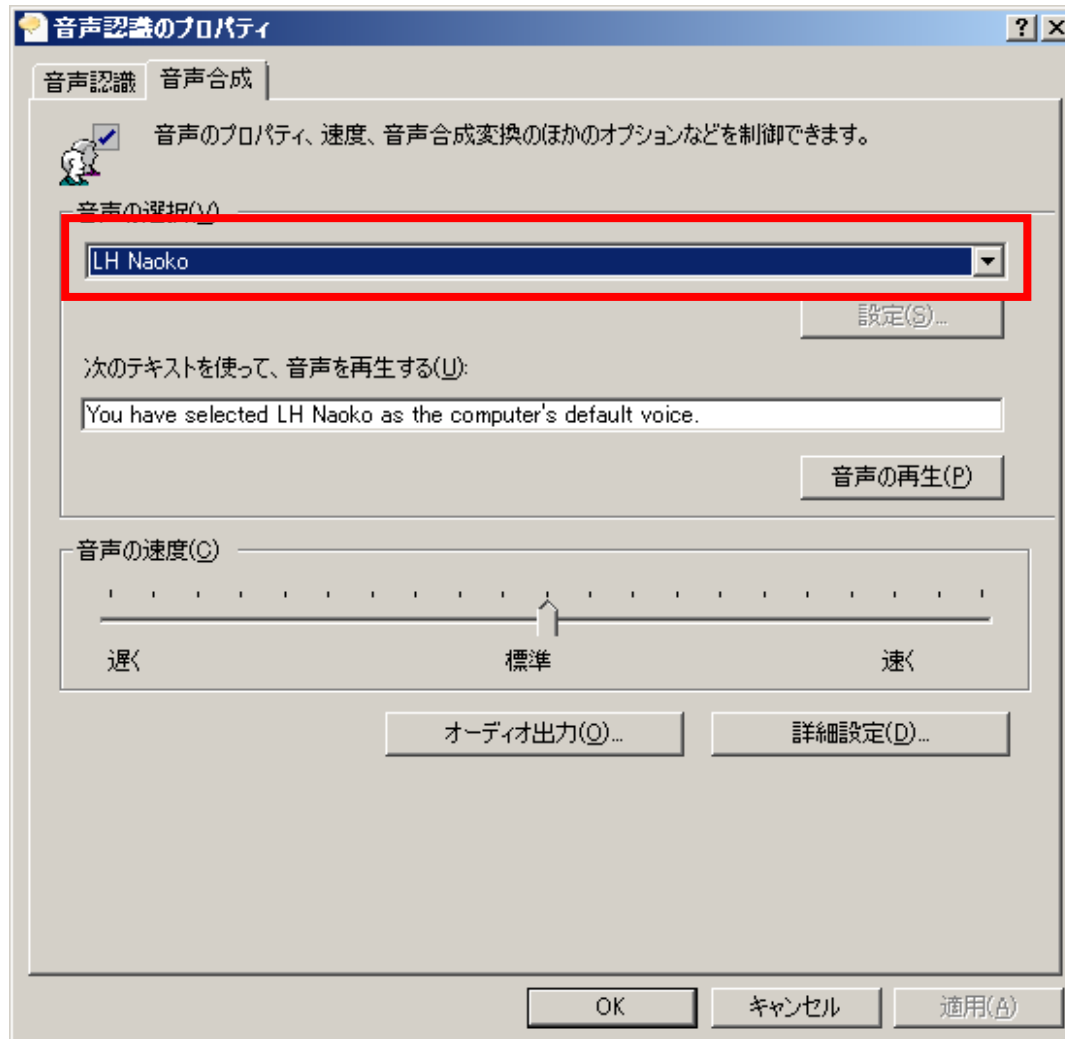 音声認識のプロパティ
音声認識
音声合成
音声のプロパティ、速度、音声合成変換のほかのオプションなどを制御できます。
音声の選択(V)
LH Naoko
設定(S)...
次のテキストを使って、音声を再生する(U):
You have selected LH Naoko as the computer's default voice.
音声の再生(P)
音声の速度(C)
遅く
標準
速く
オーディオ出力(O)...
詳細設定(D)...
OK
キャンセル
適用(A)